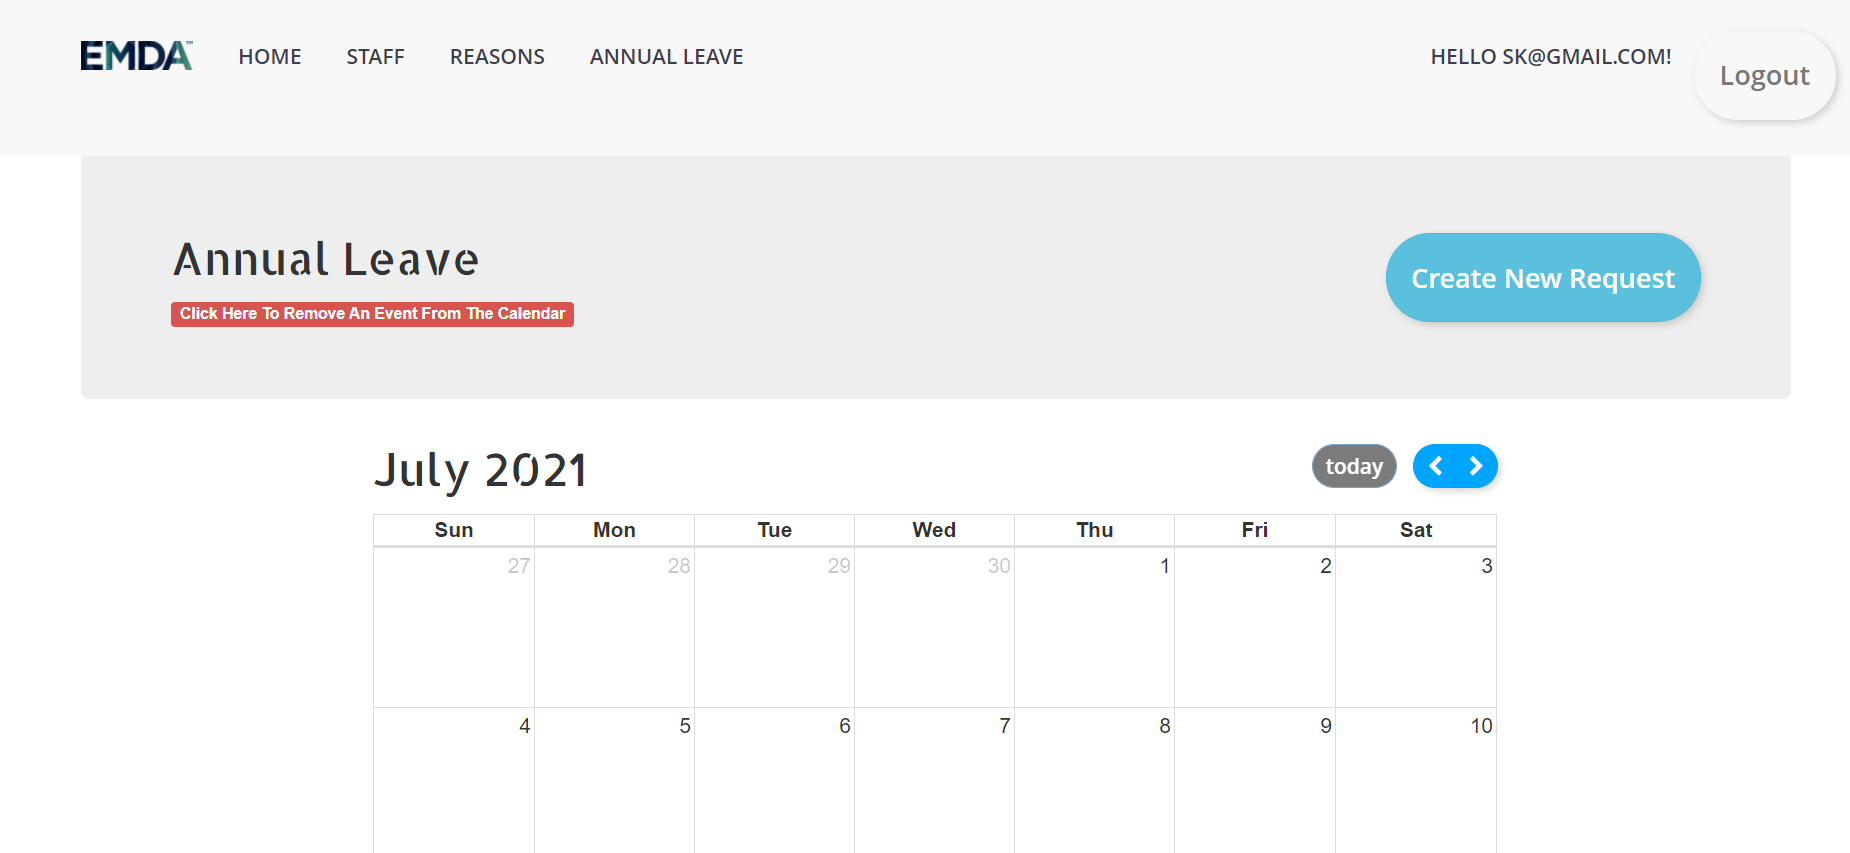 EMDA™ HOME STAFF REASONS ANNUAL LEAVE HELLO SK@GMAIL.COM! Logout
Annual Leave
Click Here To Remove An Event From The Calendar
Create New Request
July 2021 today
Sun Mon Tue Wed Thu Fri Sat
27 28 29 30 1 2 3
4 5 6 7 8 9 10